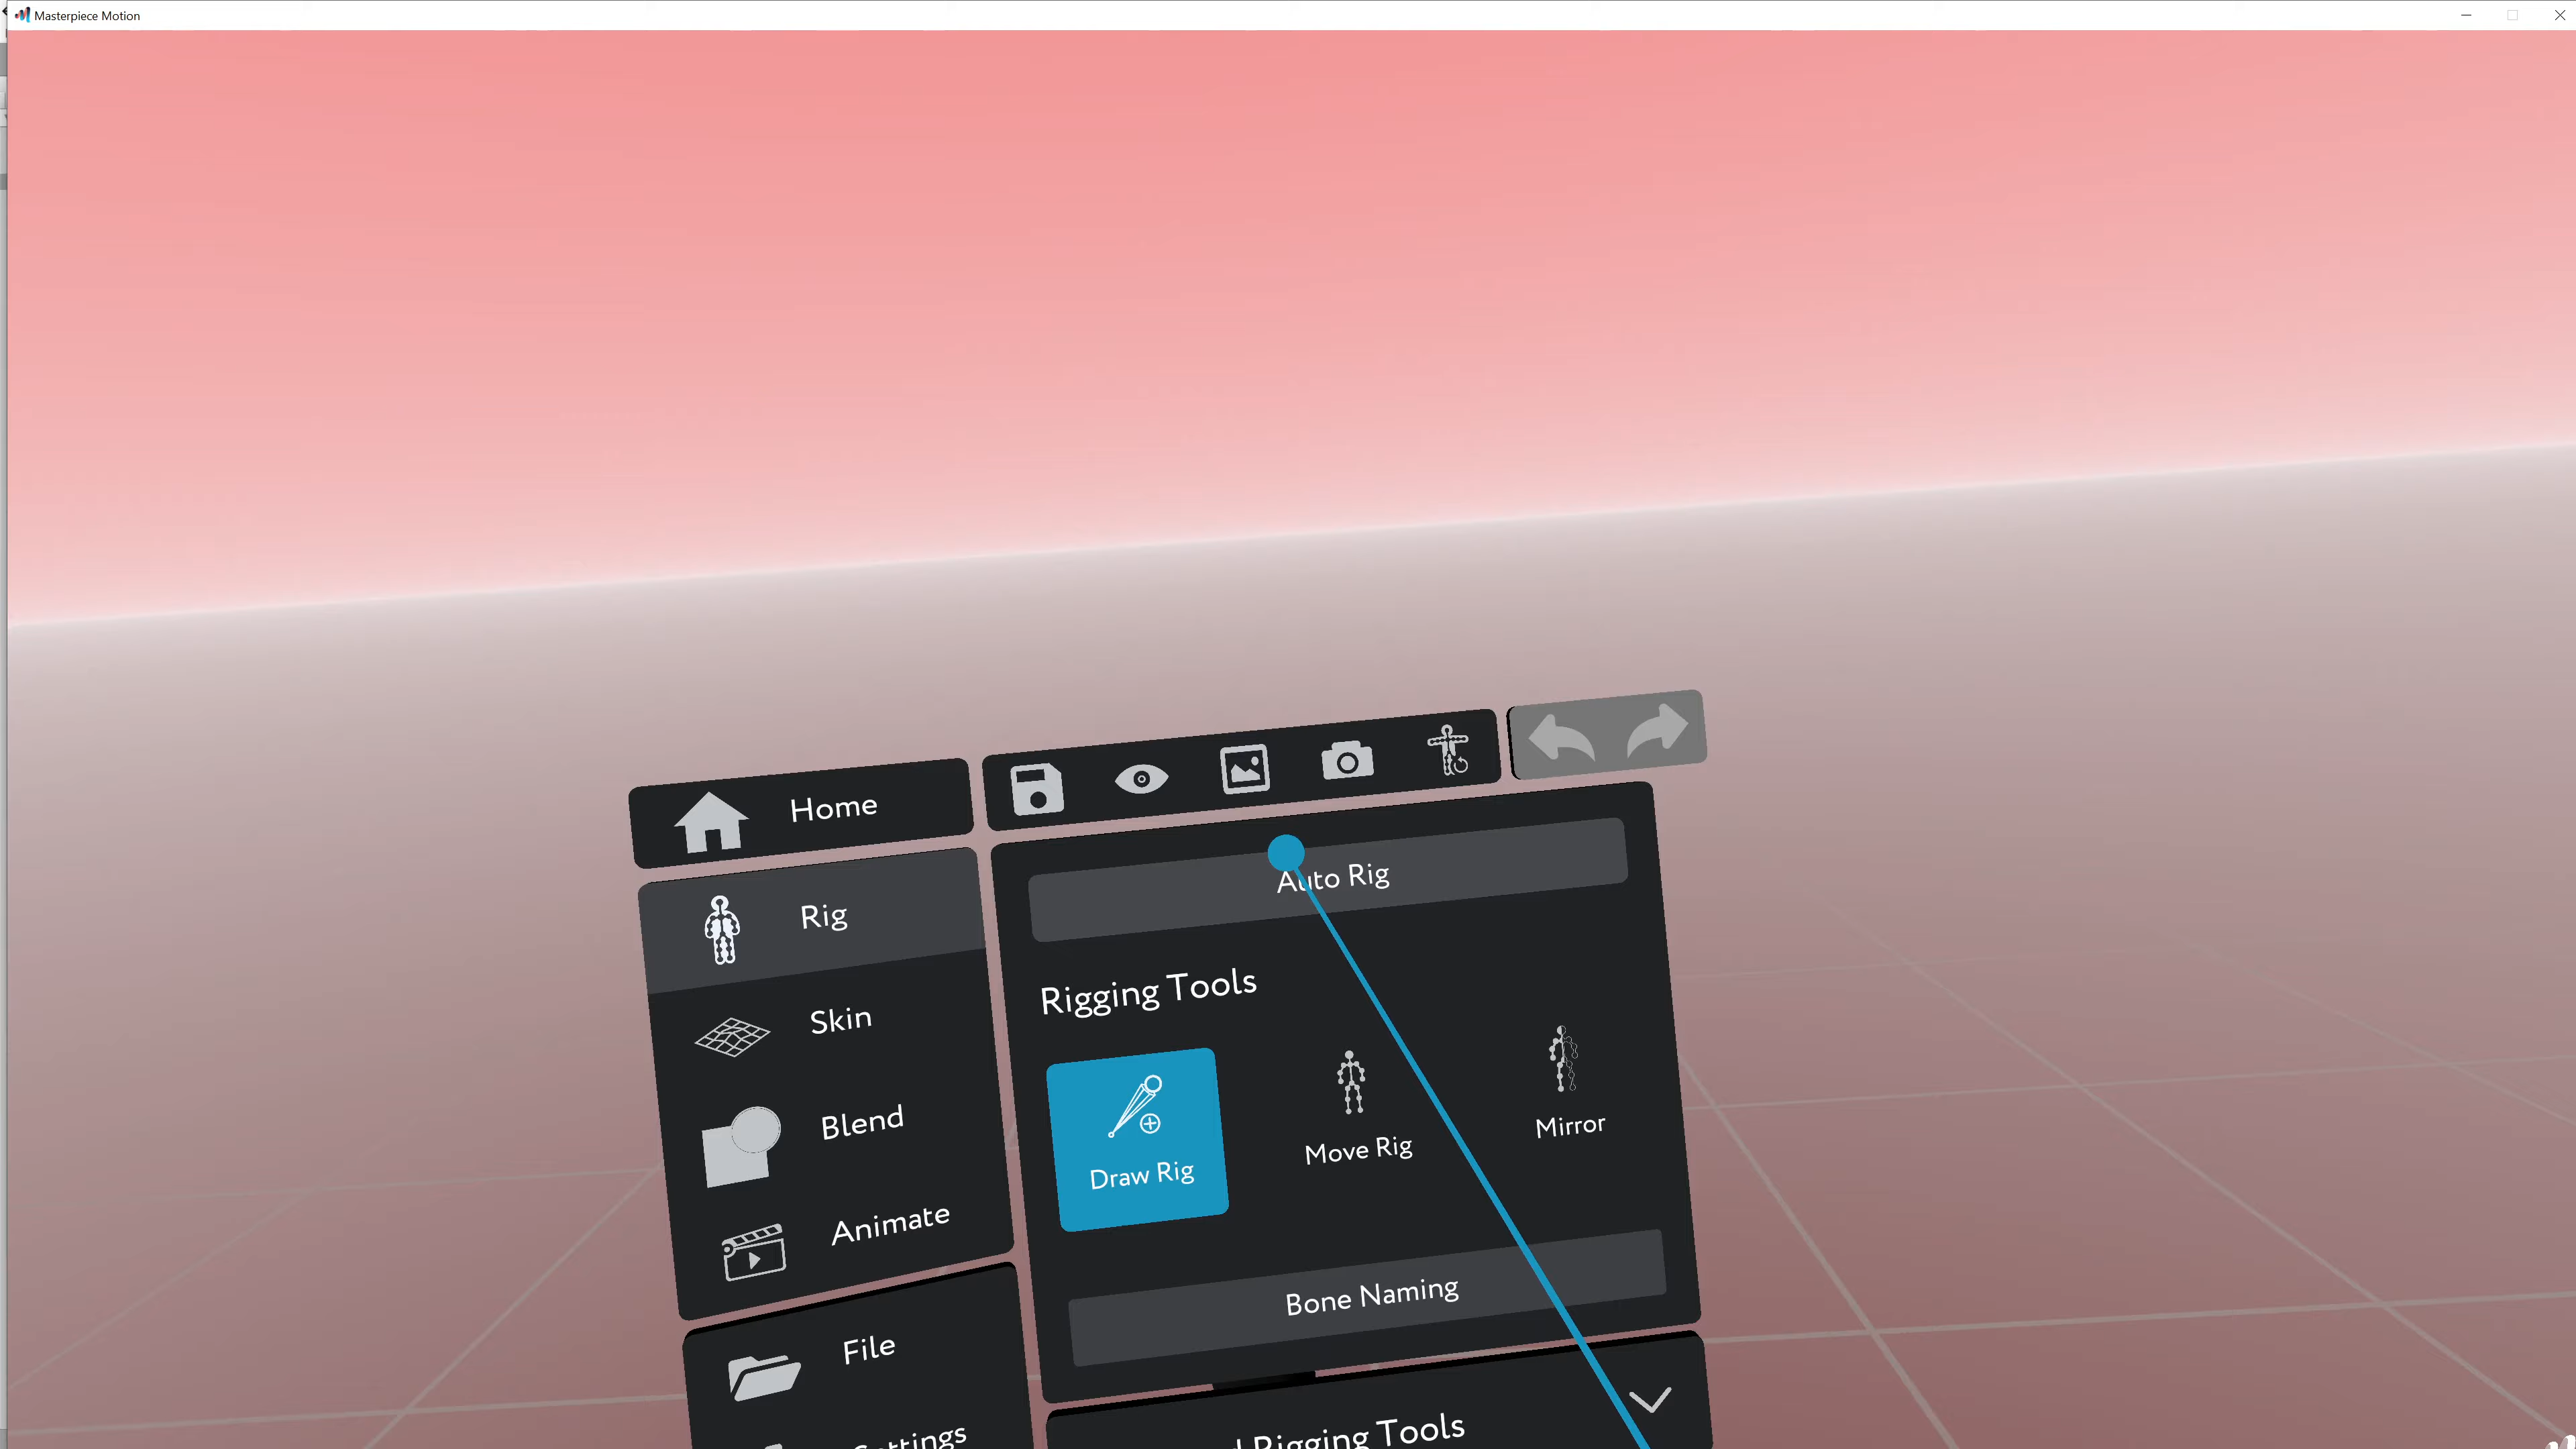 Masterpiece Motion
Home
Rig
Skin
Blend
Animate
File
Auto Rig
Rigging Tools
Draw Rig
Move Rig
Mirror
Bone Naming
Rigging Tools